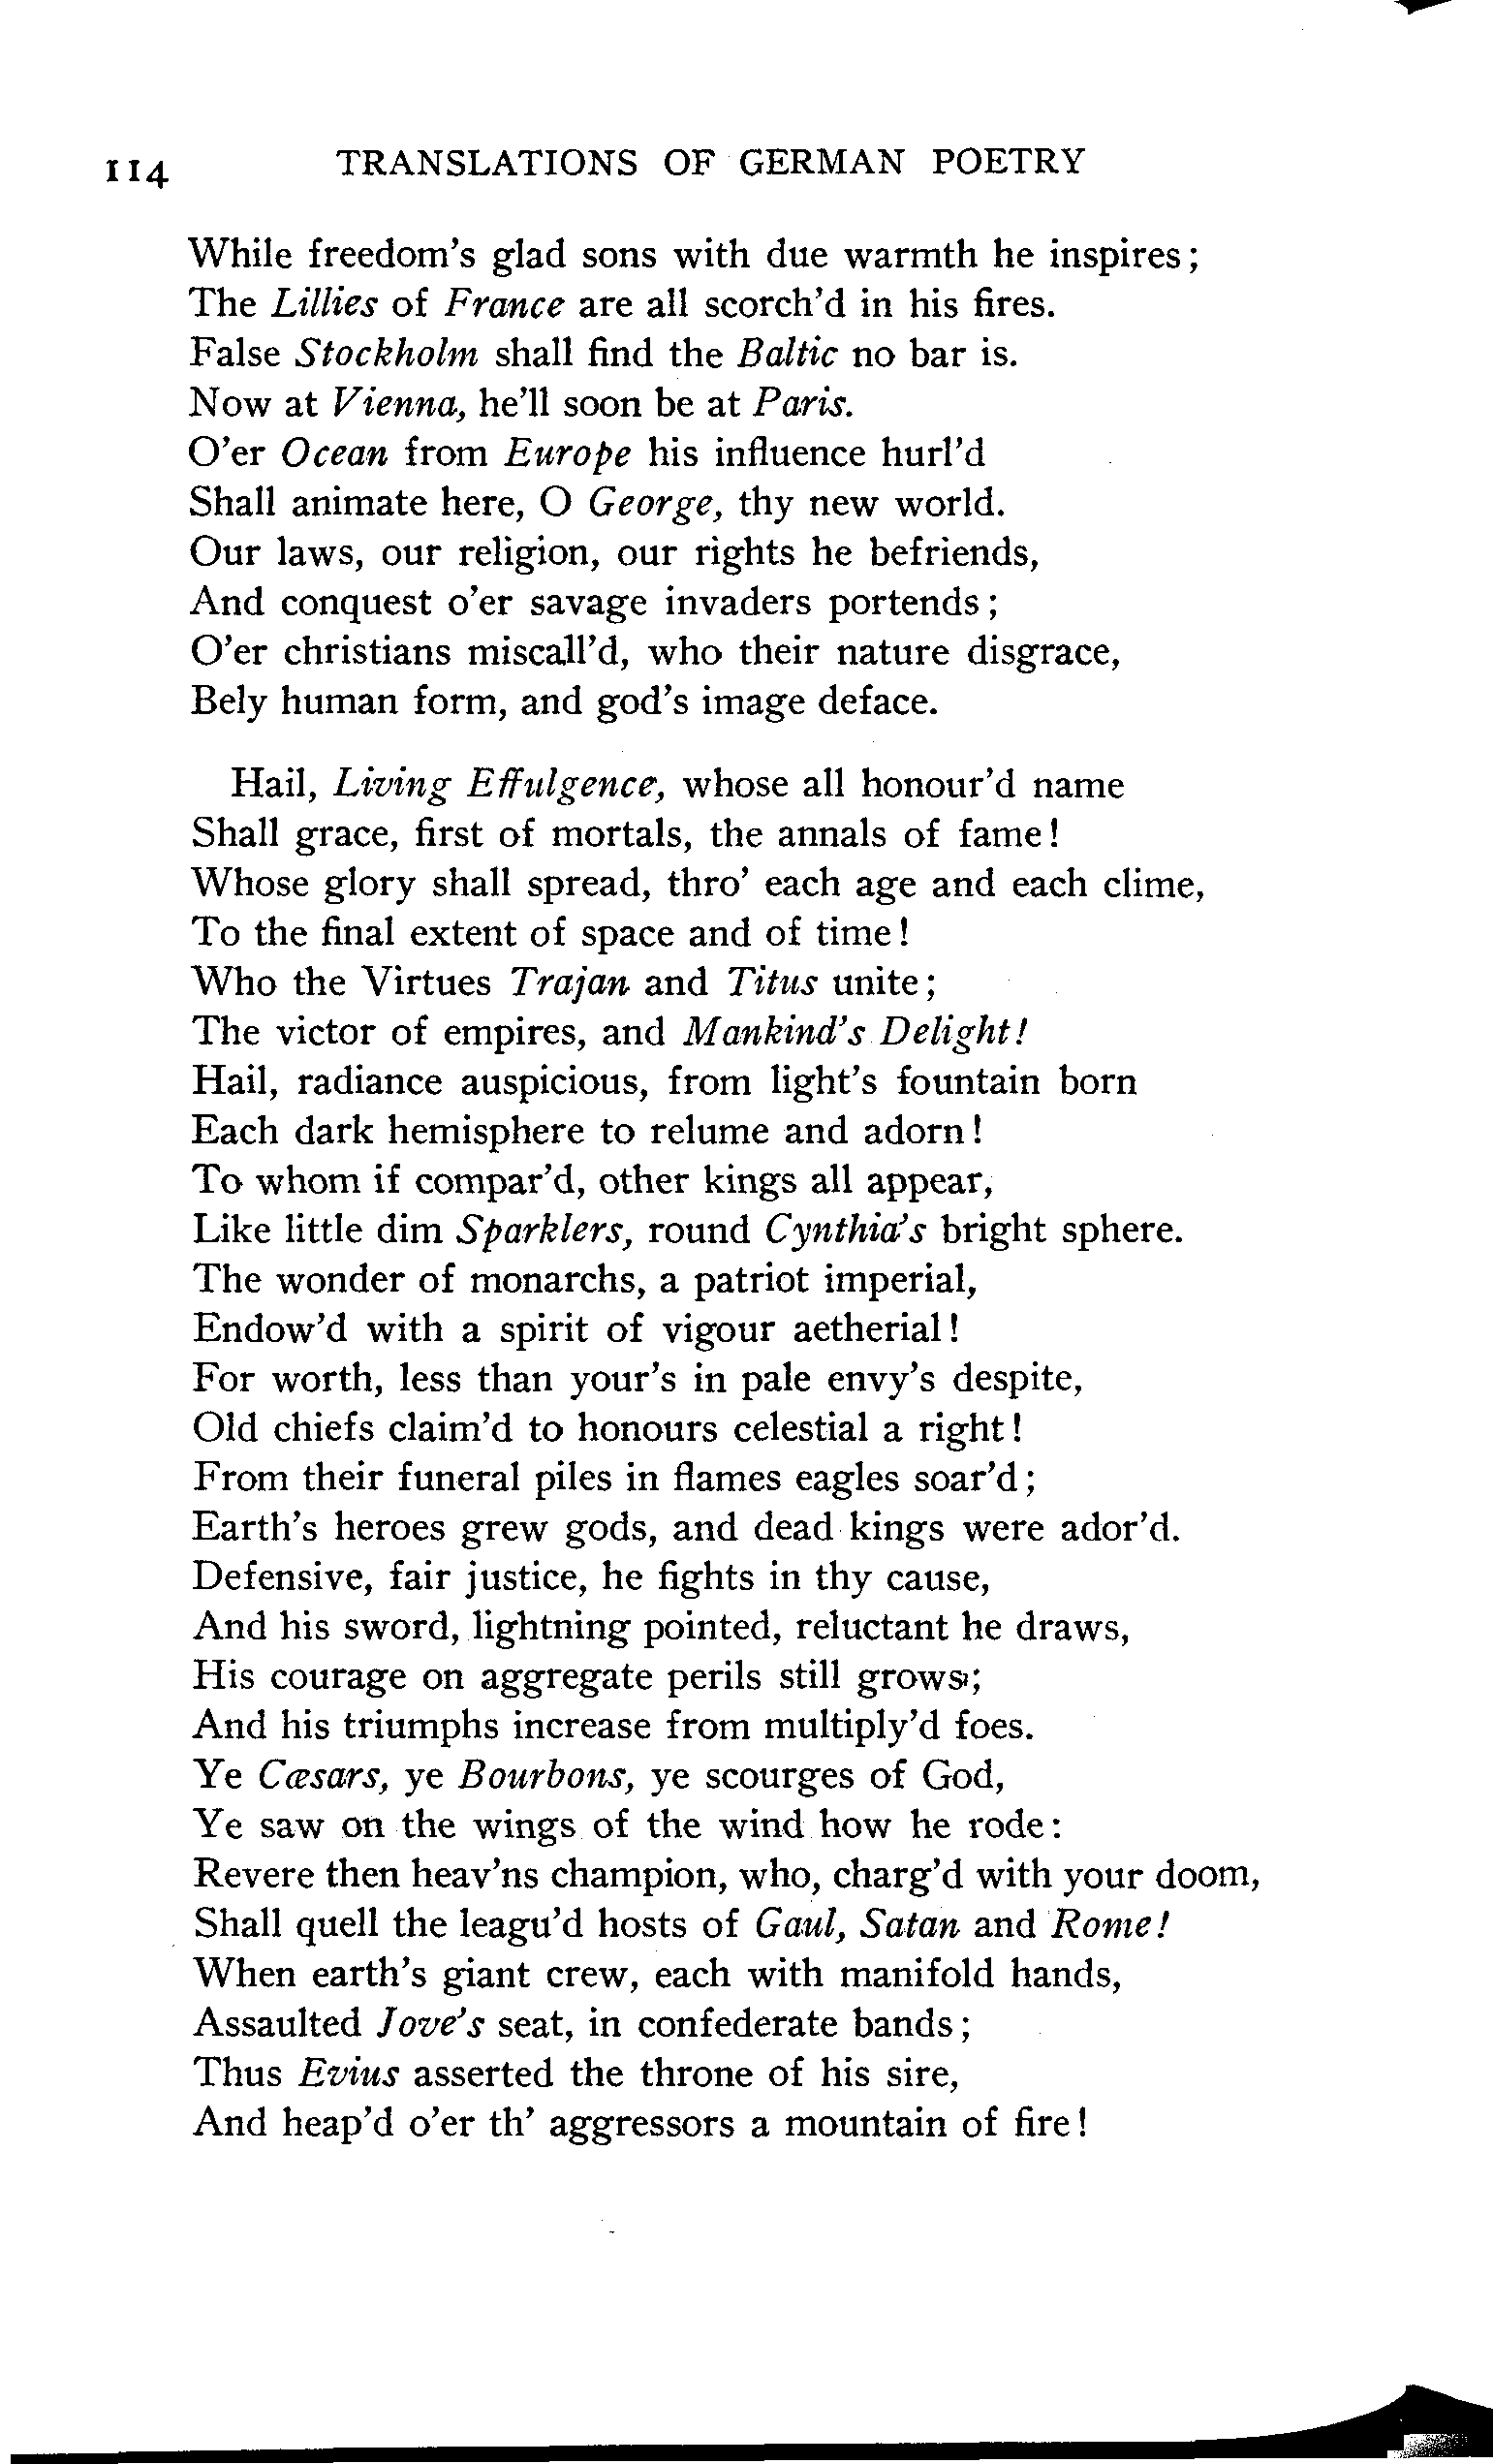 114 TRANSLATIONS OF GERMAN POETRY
While freedom's glad sons with due warmth he inspires;
The Lillies of France are all scorch'd in his fires.
False Stockholm shall find the Baltic no bar is.
Now at Vienna, he'll soon be at Paris.
O'er Ocean from Europe his influence hurl'd
Shall animate here, O George, thy new world.
Our laws, our religion, our rights he befriends,
And conquest o'er savage invaders portends;
O'er christians miscall'd, who their nature disgrace,
Bely human form, and god's image deface.
Hail, Living Effulgence, whose all honour'd name
Shall grace, first of mortals, the annals of fame!
Whose glory shall spread, thro' each age and each clime,
To the final extent of space and of time!
Who the Virtues Trajan and Titus unite;
The victor of empires, and Mankind's Delight!
Hail, radiance auspicious, from light's fountain born
Each dark hemisphere to relume and adorn!
To whom if compar'd, other kings all appear,
Like little dim Sparklers, round Cynthia's bright sphere.
The wonder of monarchs, a patriot imperial,
Endow'd with a spirit of vigour aetherial!
For worth, less than your's in pale envy's despite,
Old chiefs claim'd to honours celestial a right!
From their funeral piles in flames eagles soar'd;
Earth's heroes grew gods, and dead kings were ador'd.
Defensive, fair justice, he fights in thy cause,
And his sword, lightning pointed, reluctant he draws,
His courage on aggregate perils still grows;
And his triumphs increase from multiply'd foes.
Ye Cæsars, ye Bourbons, ye scourges of God,
Ye saw on the wings of the wind how he rode:
Revere then heav'ns champion, who, charg'd with your doom,
Shall quell the leagu'd hosts of Gaul, Satan and Rome!
When earth's giant crew, each with manifold hands,
Assaulted Jove's seat, in confederate bands;
Thus Evius asserted the throne of his sire,
And heap'd o'er th' aggressors a mountain of fire!